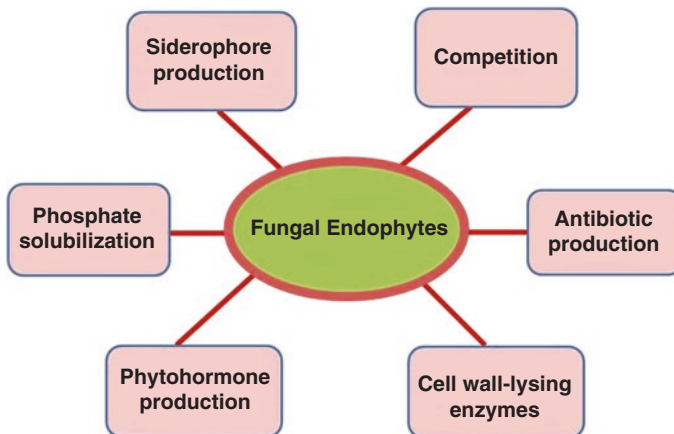 Siderophore
production
Competition
Phosphate
solubilization
Fungal Endophytes
Antibiotic
production
Phytohormone
production
Cell wall-lysing
enzymes